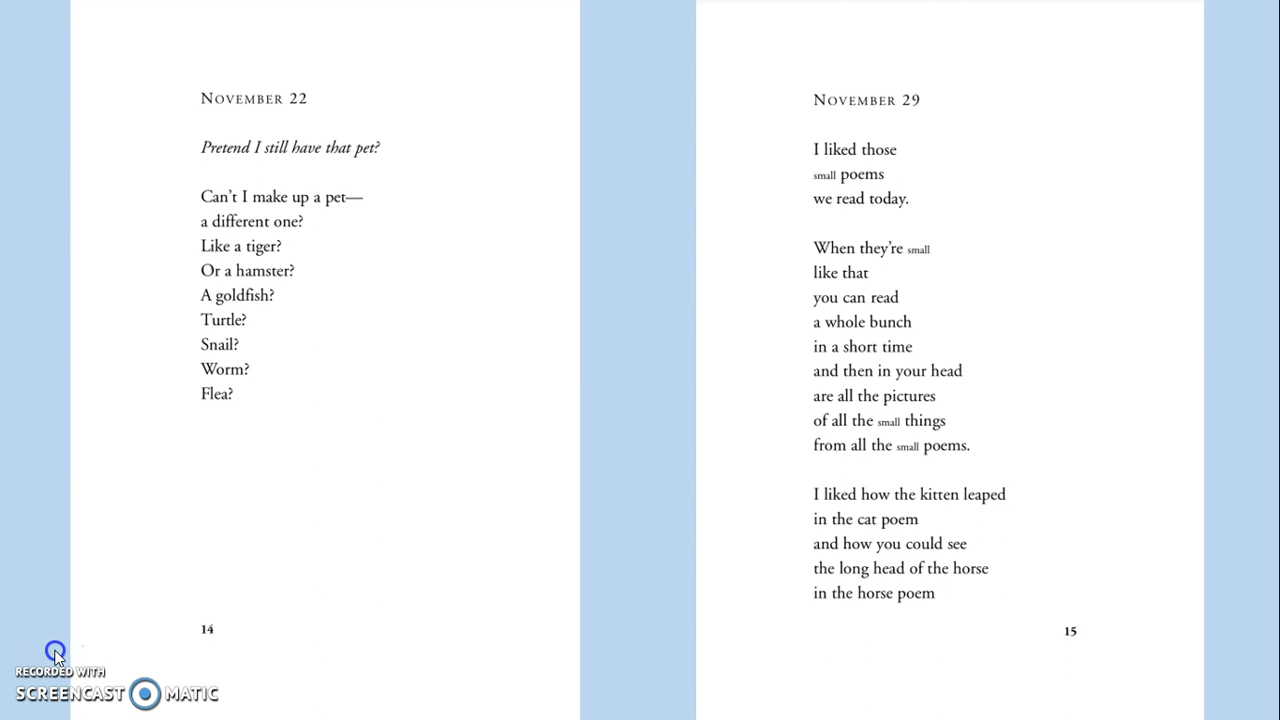 NOVEMBER 22
Pretend I still have that pet?
Can't I make up a pet—
a different one?
Like a tiger?
Or a hamster?
A goldfish?
Turtle?
Snail?
Worm?
Flea?
14
NOVEMBER 29
I liked those
small poems
we read today.
When they're small
like that
you can read
a whole bunch
in a short time
and then in your head
are all the pictures
of all the small things
from all the small poems.
I liked how the kitten leaped
in the cat poem
and how you could see
the long head of the horse
in the horse poem
15
RECORDED WITH
SCREENCAST MATIC